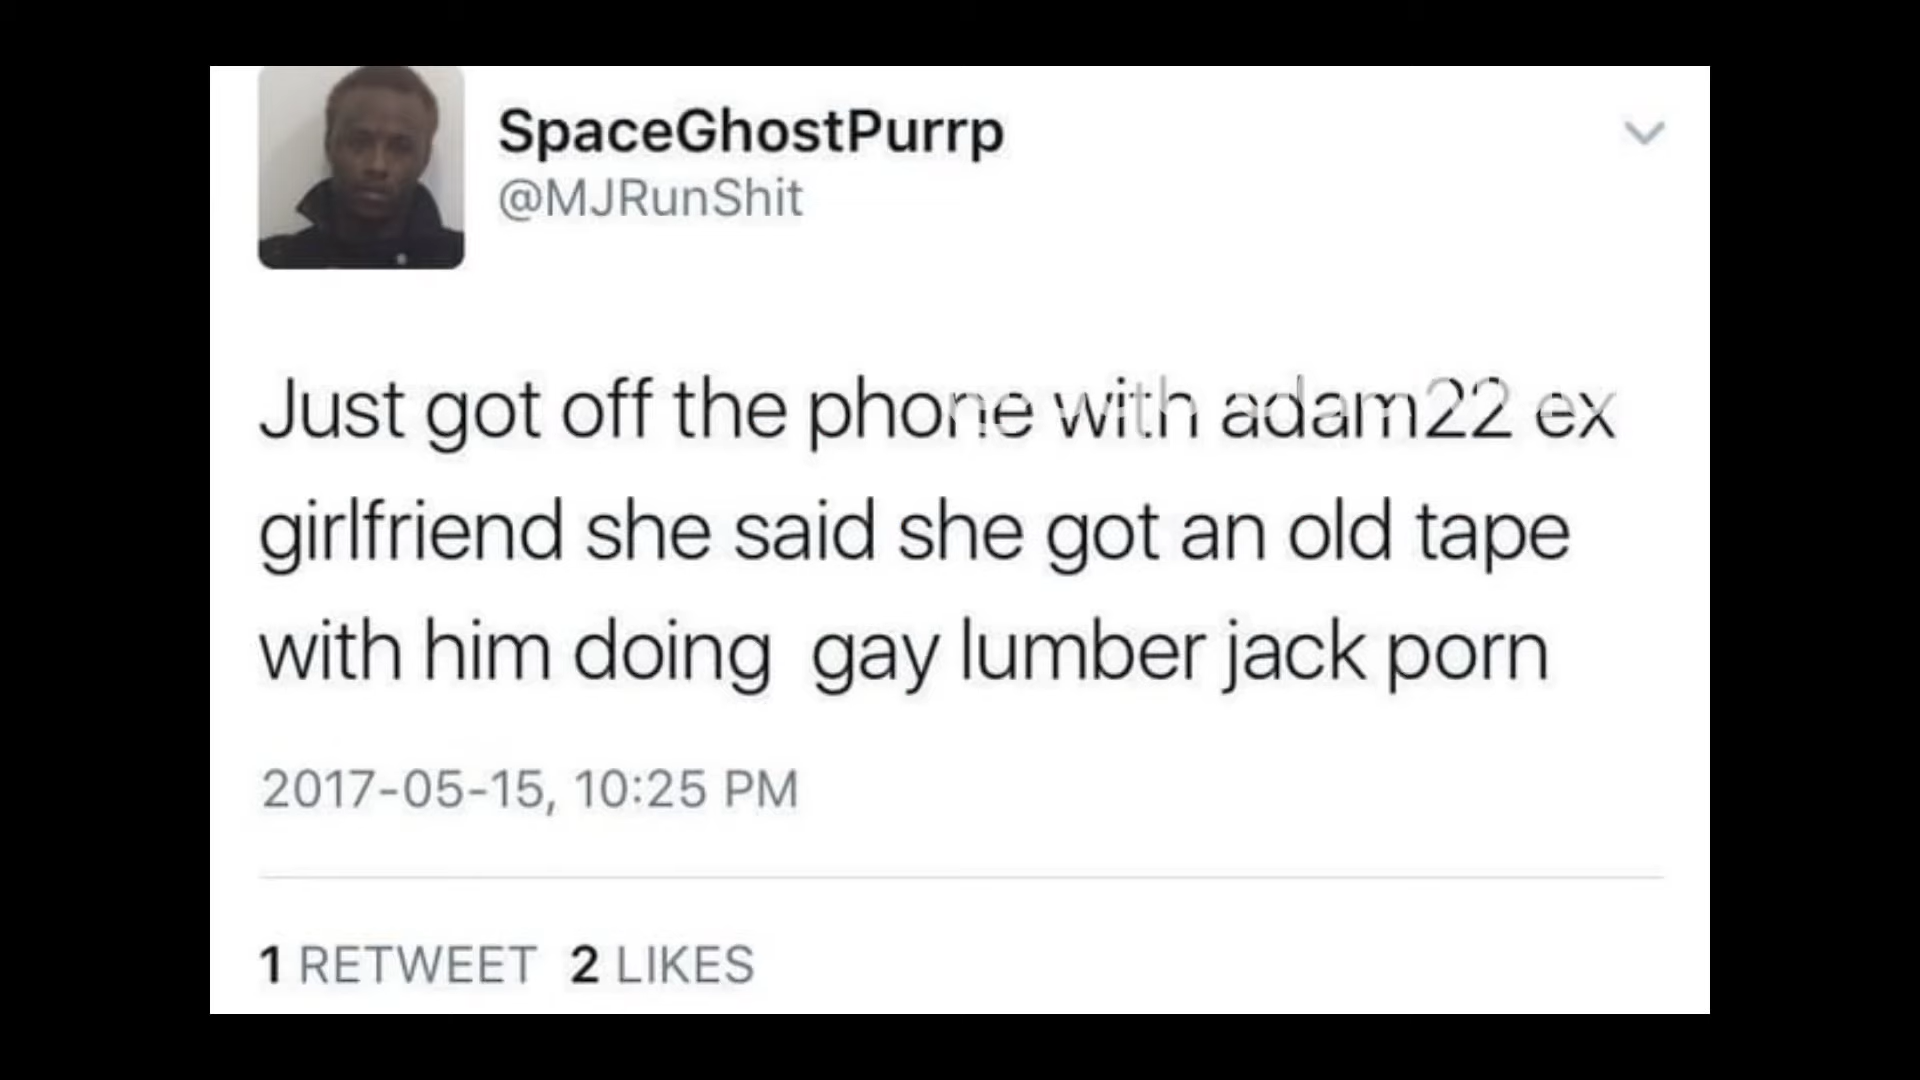 SpaceGhostPurrp
@MJRunShit
Just got off the phone with adam22 ex
girlfriend she said she got an old tape
with him doing  gay lumber jack porn
2017-05-15, 10:25 PM
1 RETWEET 2 LIKES